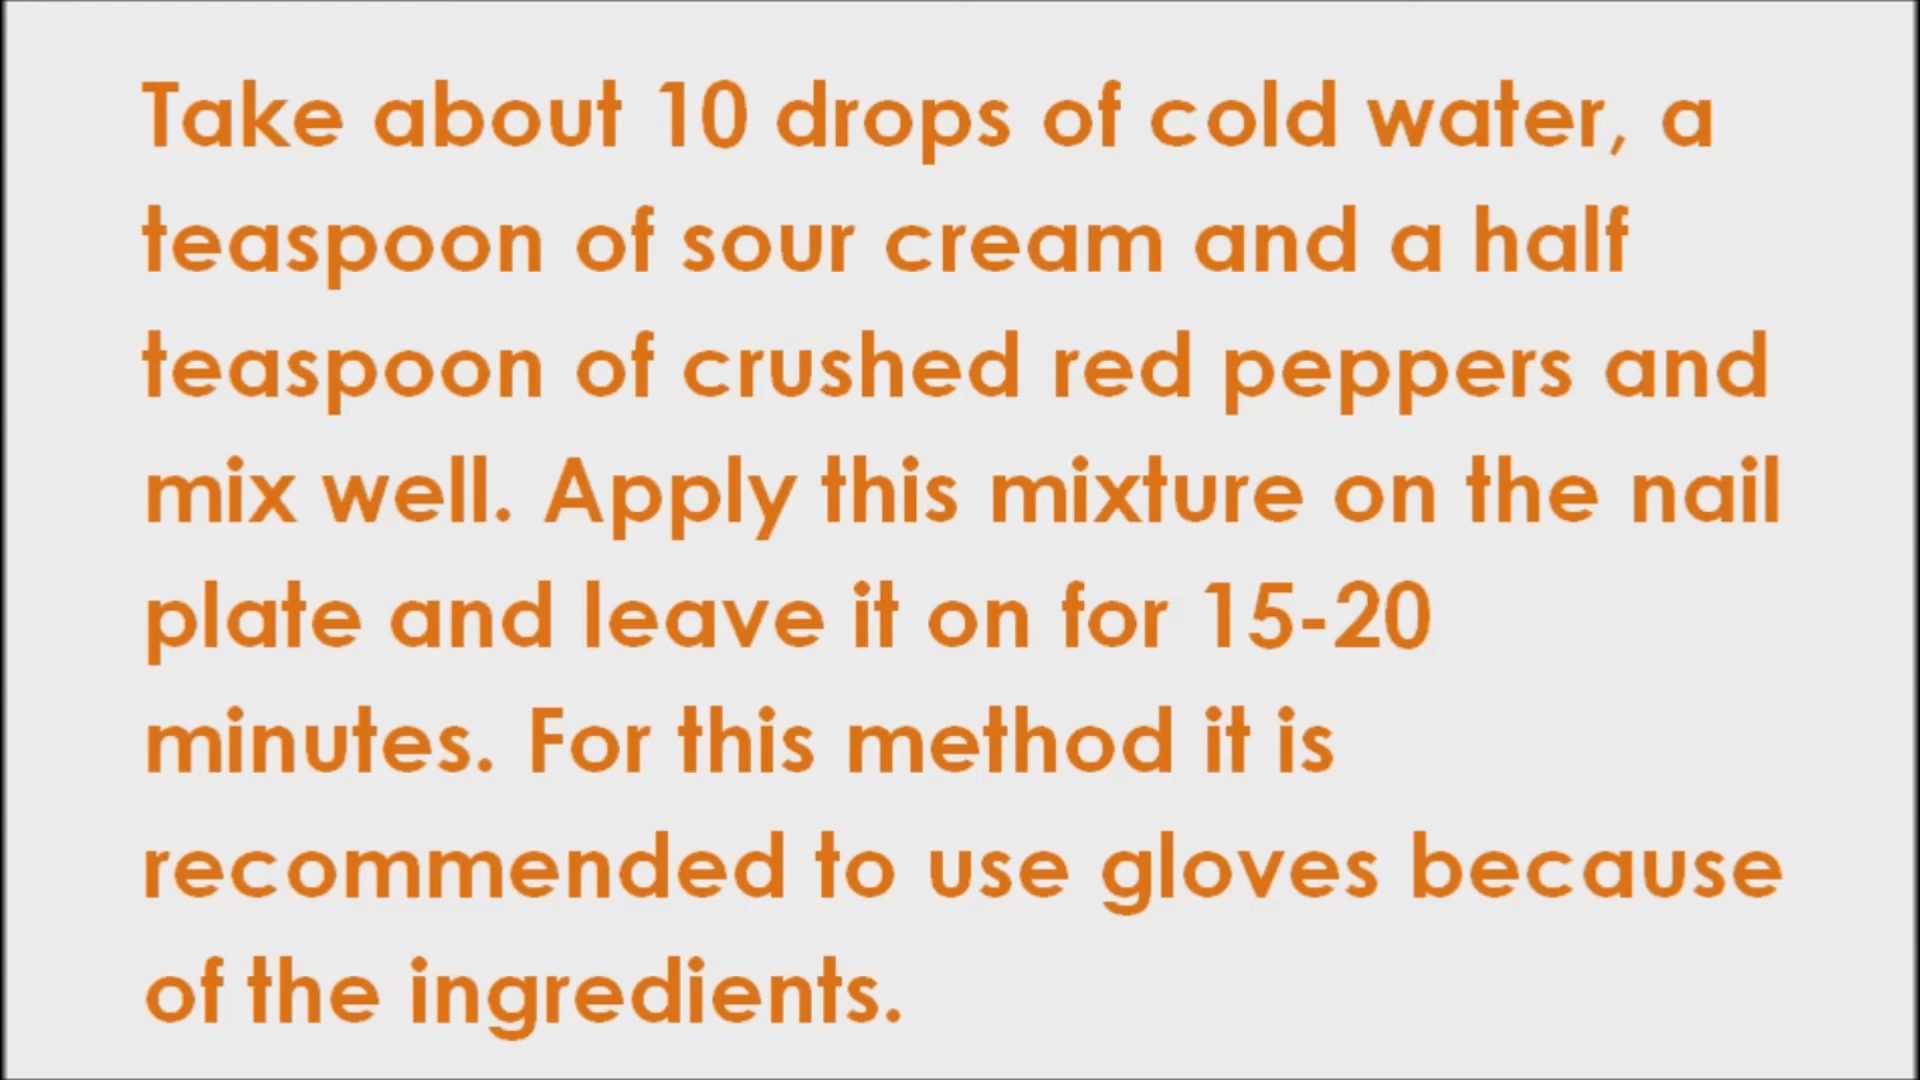 Take about 10 drops of cold water, a
teaspoon of sour cream and a half
teaspoon of crushed red peppers and
mix well. Apply this mixture on the nail
plate and leave it on for 15-20
minutes. For this method it is
recommended to use gloves because
of the ingredients.